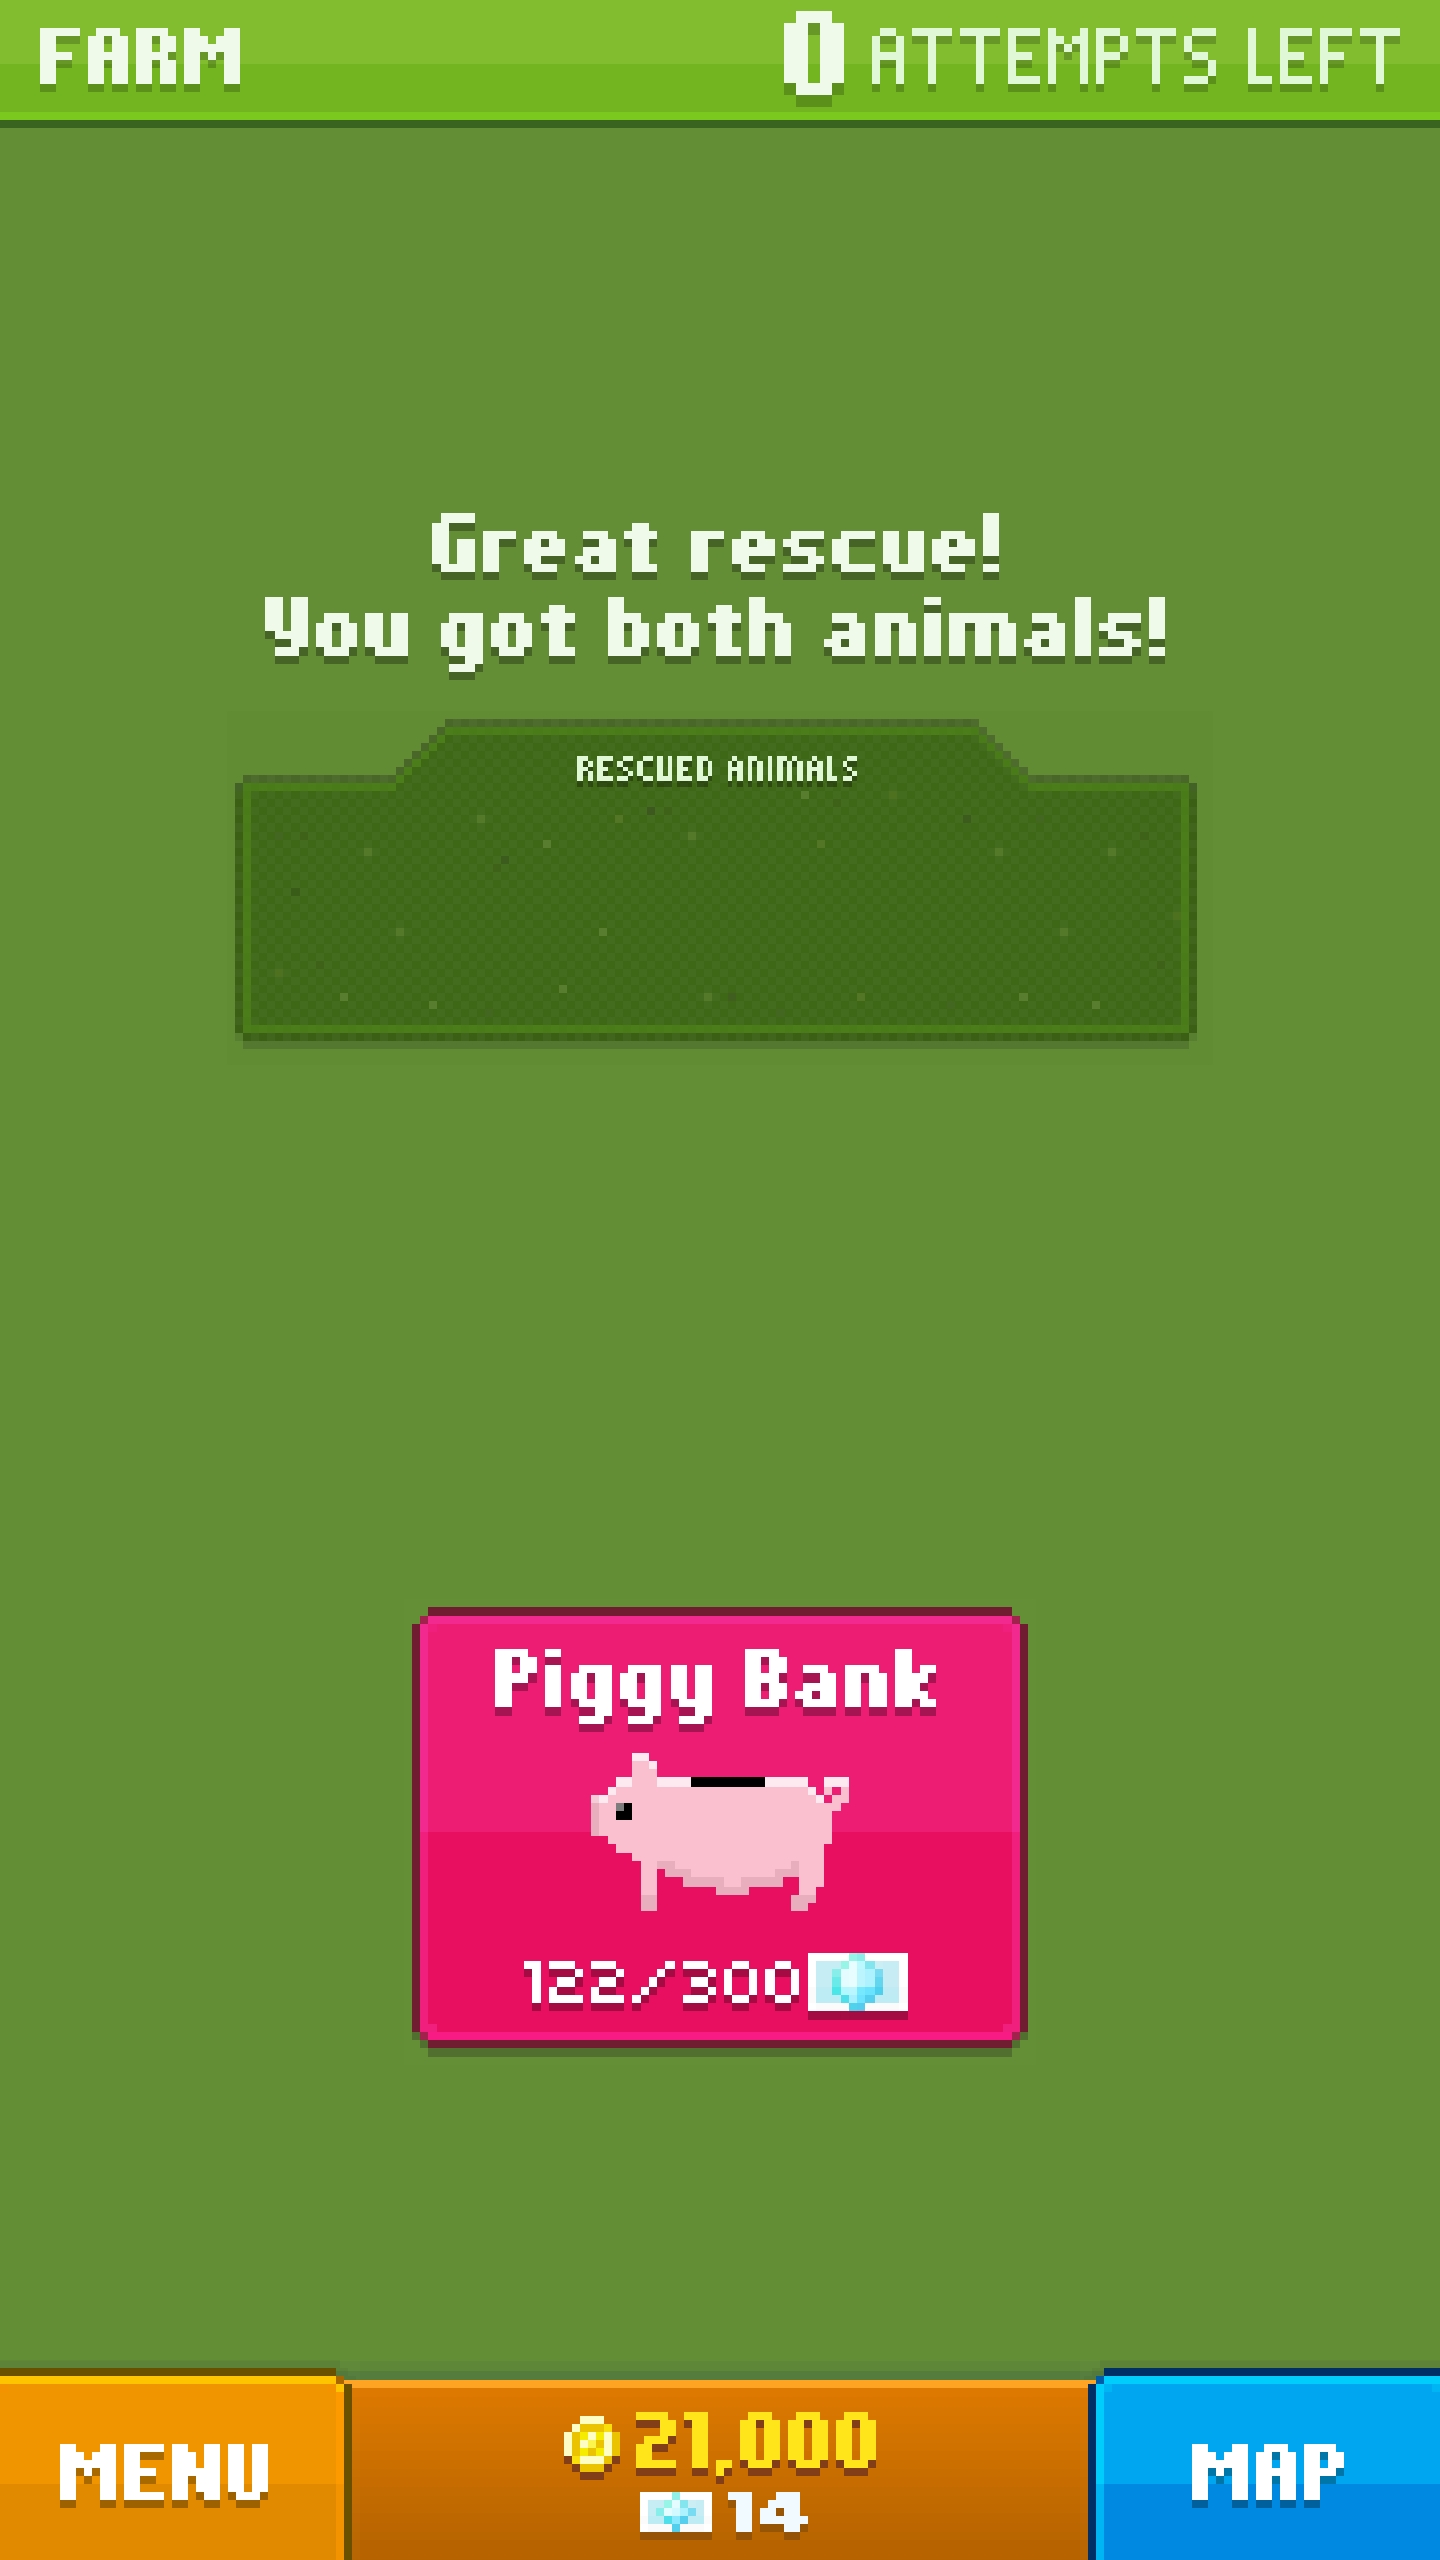 FARM
0 ATTEMPTS LEFT
Great rescue!
You got both animals!
RESCUED ANIMALS
Piggy Bank
122/300
MENU
21,000
14
MAP